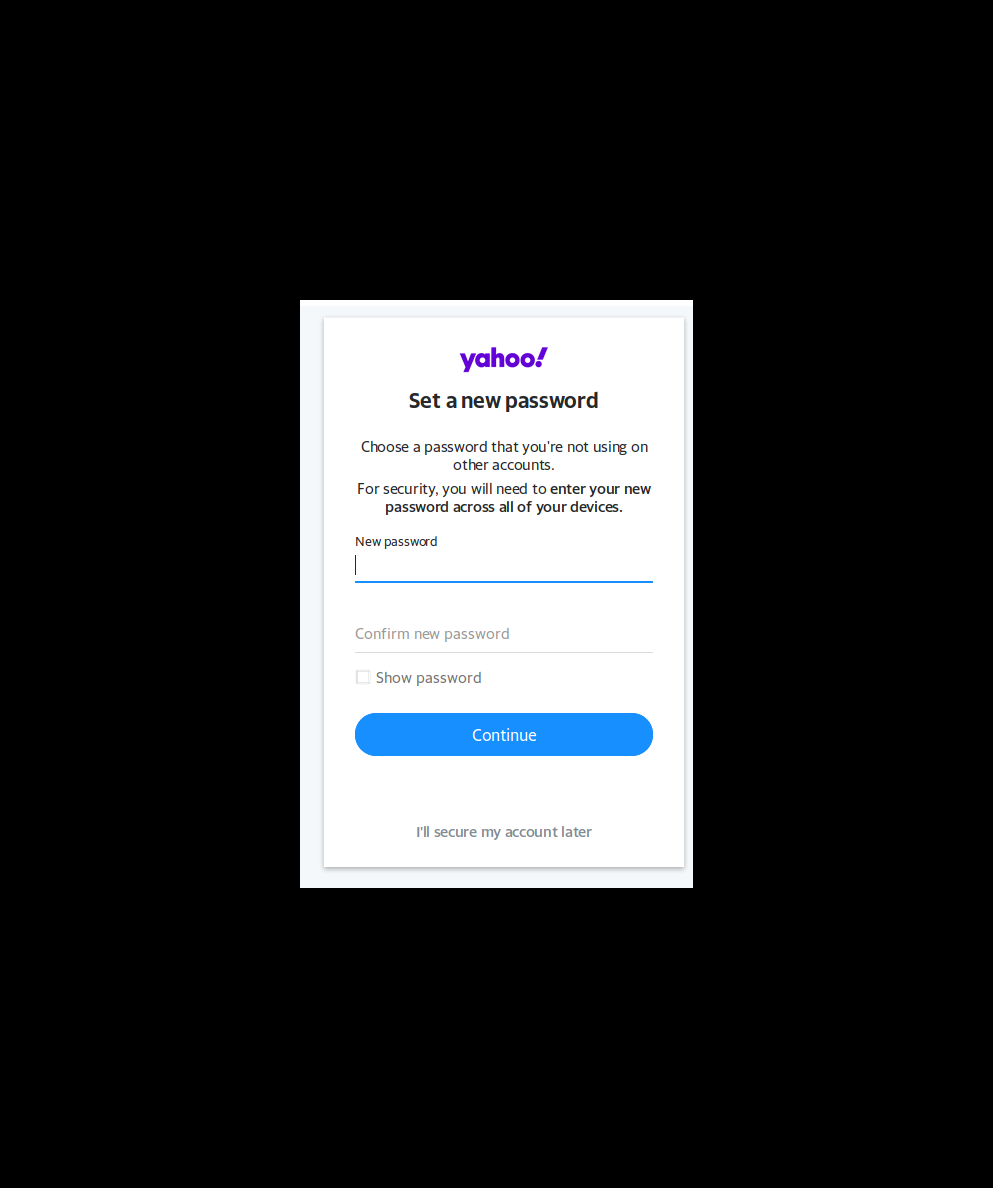 yahoo!
Set a new password
Choose a password that you're not using on
other accounts.
For security, you will need to enter your new
password across all of your devices.
New password
Confirm new password
Show password
Continue
I'll secure my account later